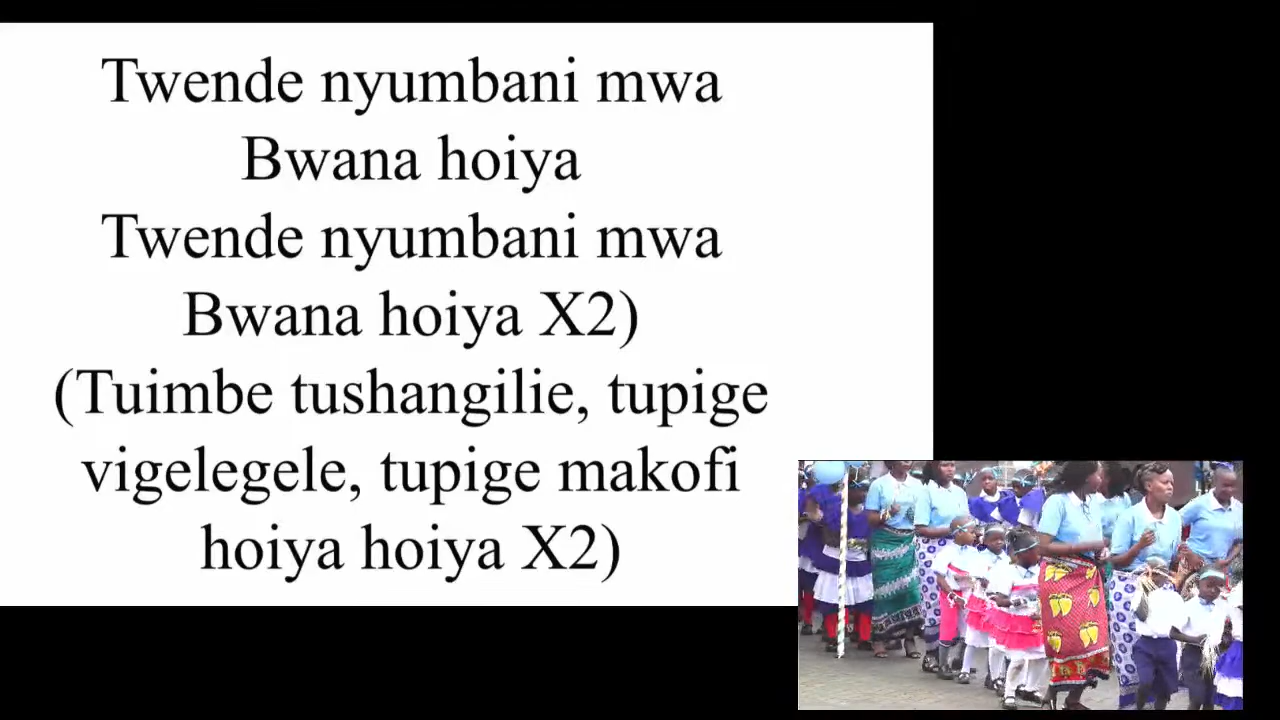 Twende nyumbani mwa
Bwana hoiya
Twende nyumbani mwa
Bwana hoiya X2)
(Tuimbe tushangilie, tupige
vigelegele, tupige makofi
hoiya hoiya X2)